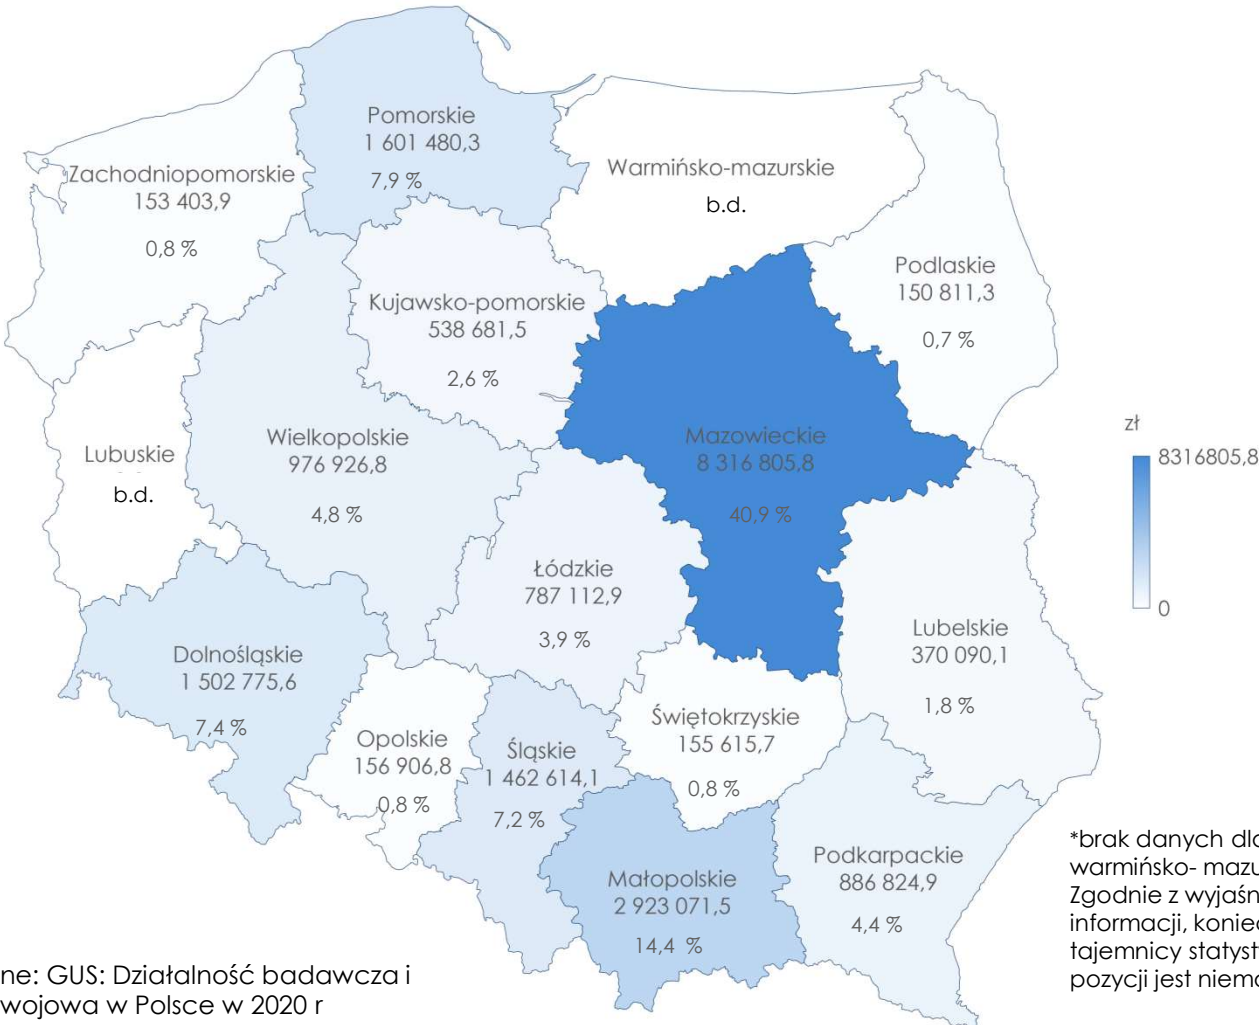 Pomorskie
1 601 480,3
7,9 %
Zachodniopomorskie
153 403,9
0,8 %
Warmińsko-mazurskie
b.d.
Podlaskie
150 811,3
0,7 %
Kujawsko-pomorskie
538 681,5
2,6 %
Lubuskie
b.d.
Wielkopolskie
976 926,8
4,8 %
Mazowieckie
8 316 805,8
40,9 %
zł
8316805,8
0
Łódzkie
787 112,9
3,9 %
Lubelskie
370 090,1
1,8 %
Dolnośląskie
1 502 775,6
7,4 %
Opolskie
156 906,8
0,8 %
Śląskie
1 462 614,1
7,2 %
Świętokrzyskie
155 615,7
0,8 %
Małopolskie
2 923 071,5
14,4 %
Podkarpackie
886 824,9
4,4 %
*brak danych dla
warmińsko- mazu
Zgodnie z wyjaśn
informacji, koniec
tajemnicy statyst
pozycji jest niemo
ne: GUS: Działalność badawcza i
wojowa w Polsce w 2020 r